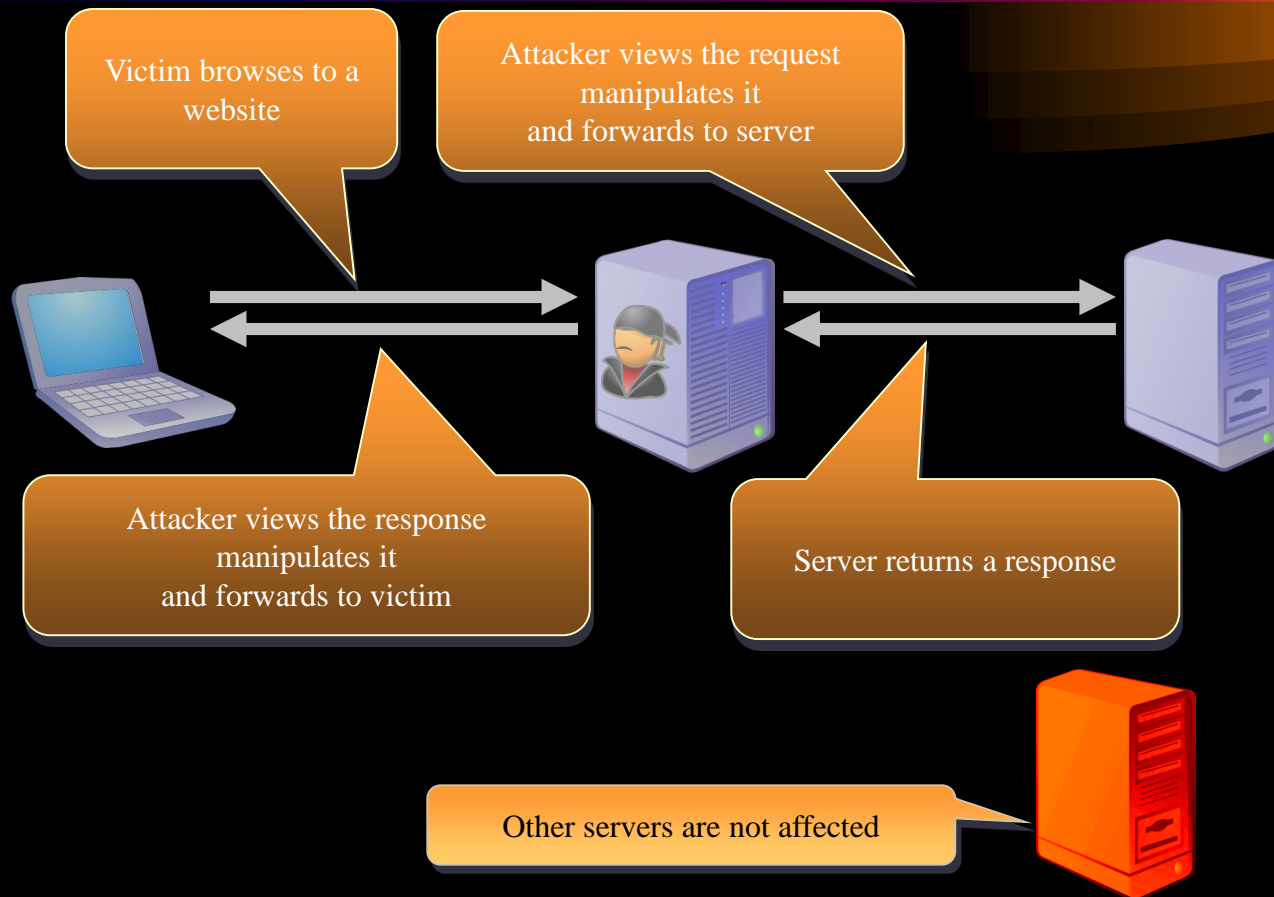 Victim browses to a
website
Attacker views the request
manipulates it
and forwards to server
Attacker views the response
manipulates it
and forwards to victim
Server returns a response
Other servers are not affected